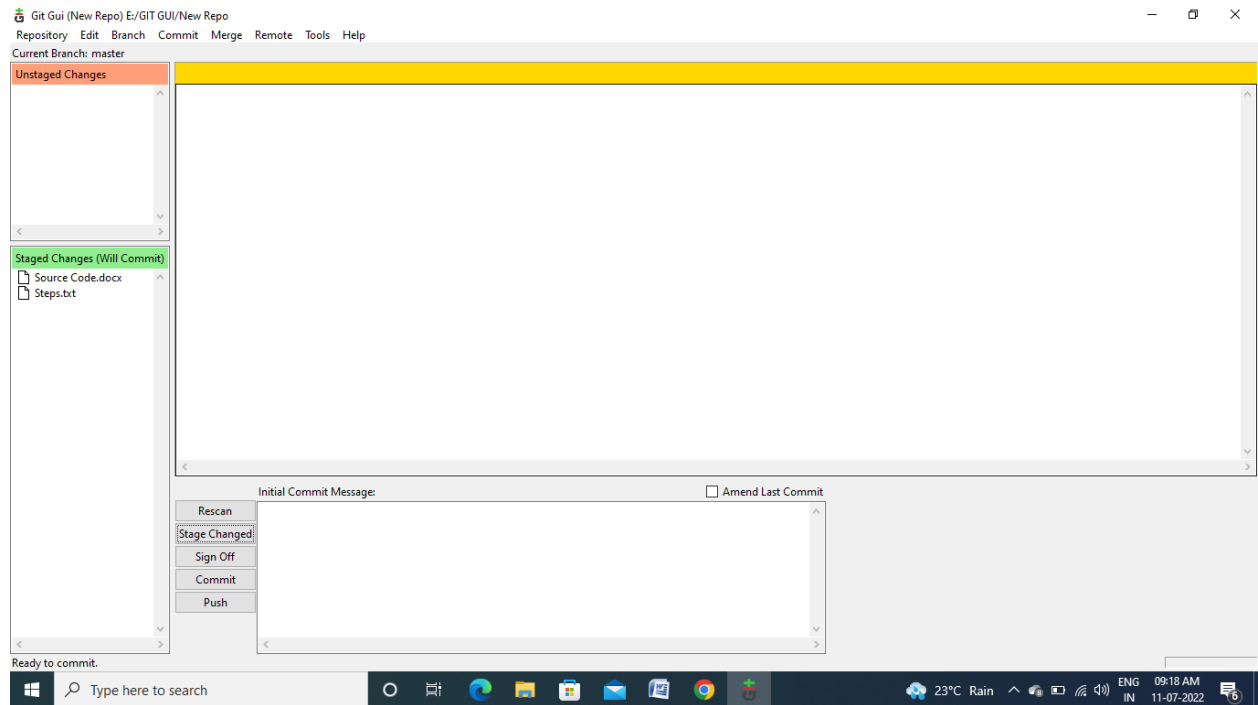 Git Gui (New Repo) E:/GIT GUI/New Repo
Repository Edit Branch Commit Merge Remote Tools Help
Current Branch: master
Unstaged Changes
Staged Changes (Will Commit)
Source Code.docx
Steps.txt
Initial Commit Message:
Amend Last Commit
Rescan
Stage Changed
Sign Off
Commit
Push
Ready to commit.
Type here to search
23°C Rain
ENG
IN
09:18 AM
11-07-2022
6